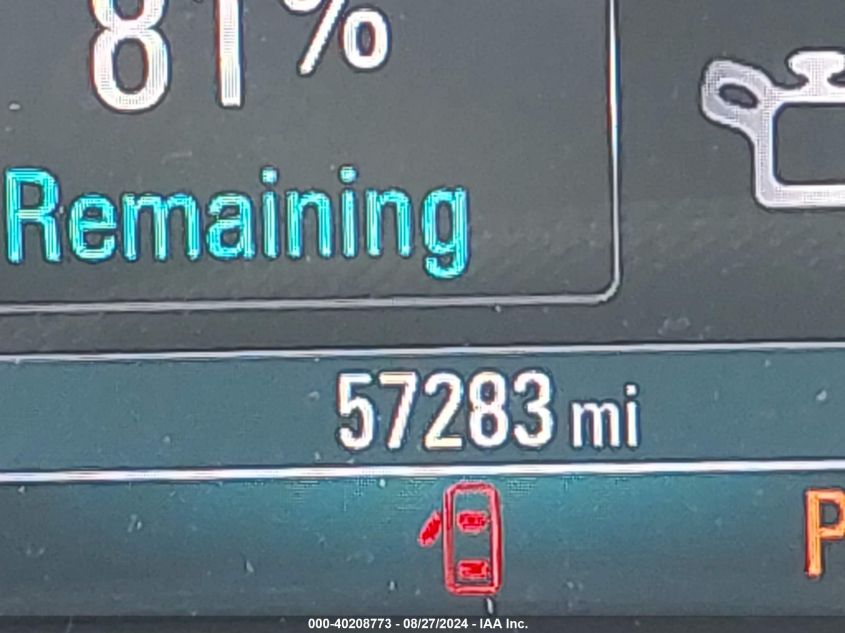 81%
Remaining
57283 mi
P
000-40208773 - 08/27/2024 - IAA Inc.